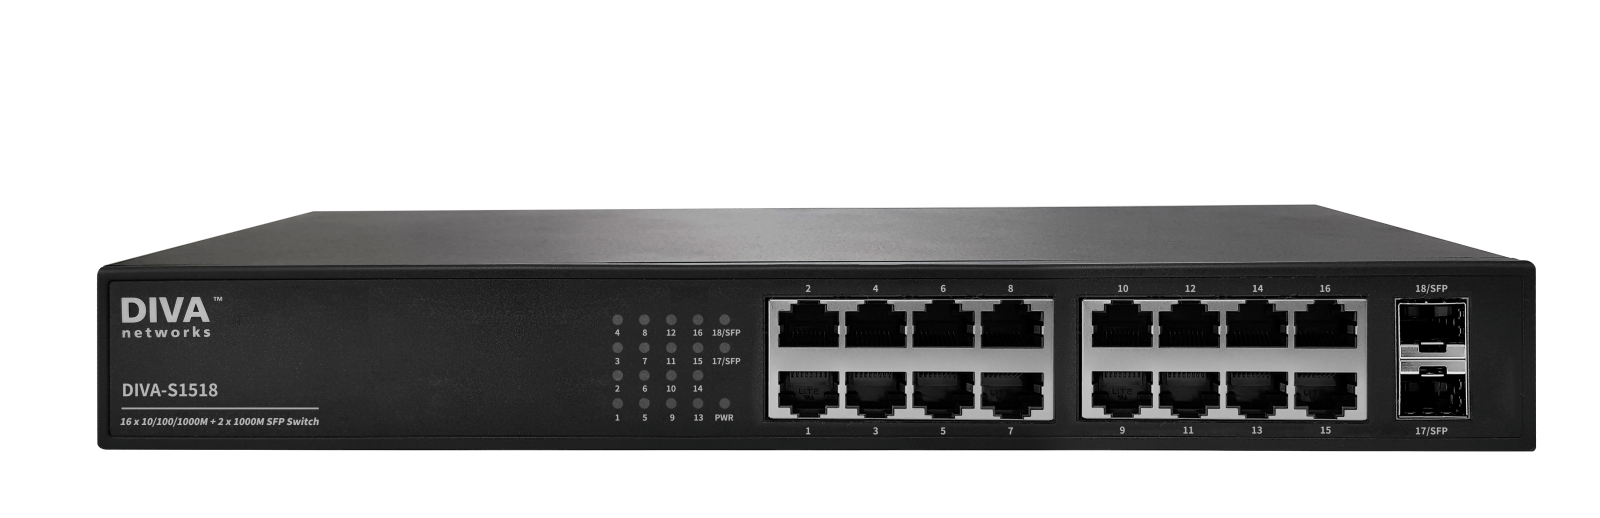 DIVA™
networks
DIVA-S1518
16 x 10/100/1000M + 2 x 1000M SFP Switch
4 8 12 16 18/SFP
3 7 11 15 17/SFP
2 6 10 14
1 5 9 13 PWR
2 4 6 8
1 3 5 7
10 12 14 16
9 11 13 15
18/SFP
17/SFP